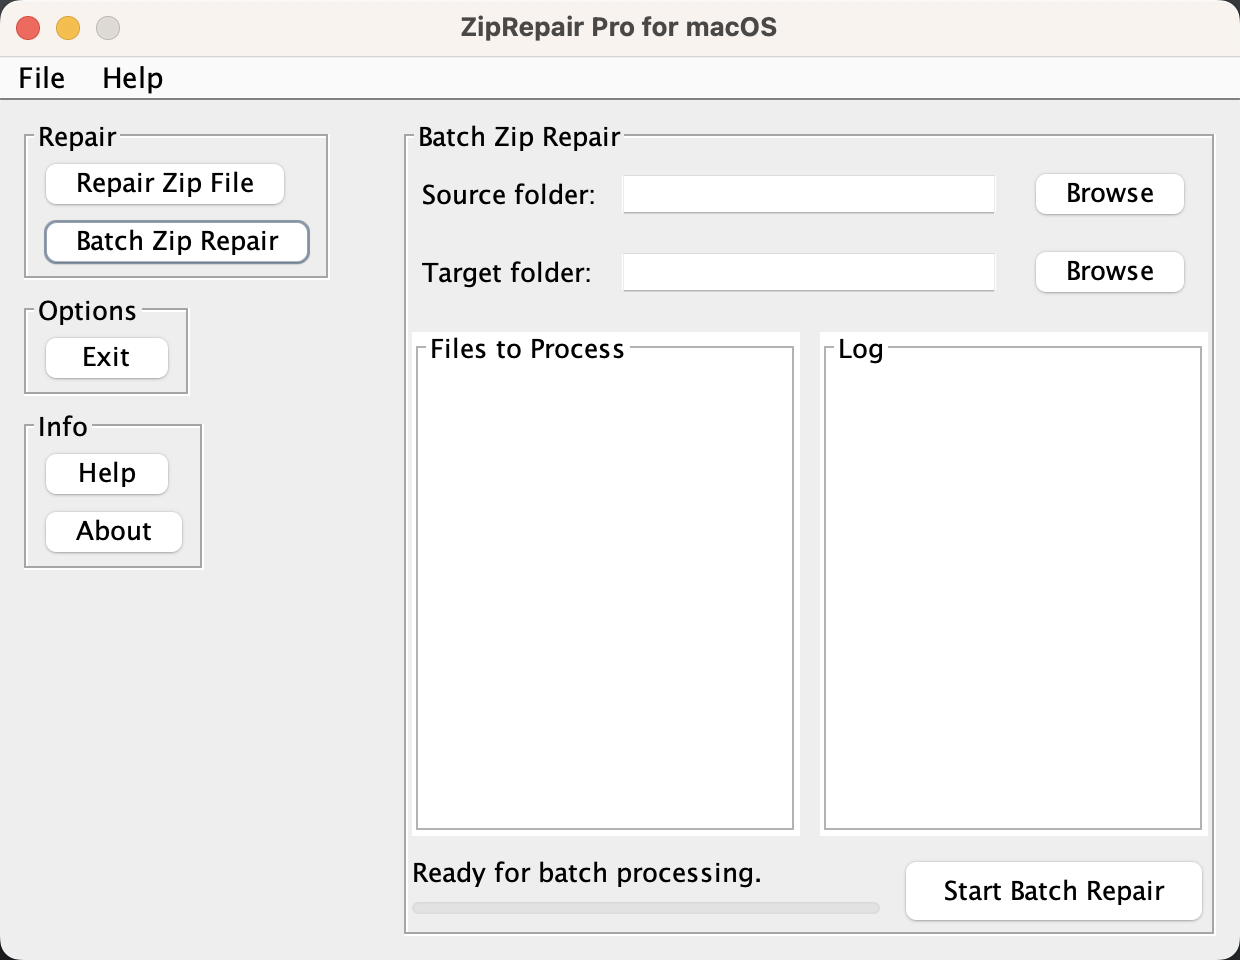 ZipRepair Pro for macOS
File Help
Repair
Repair Zip File
Batch Zip Repair
Options
Exit
Info
Help
About
Batch Zip Repair
Source folder:
Browse
Target folder:
Browse
Files to Process
Log
Ready for batch processing.
Start Batch Repair